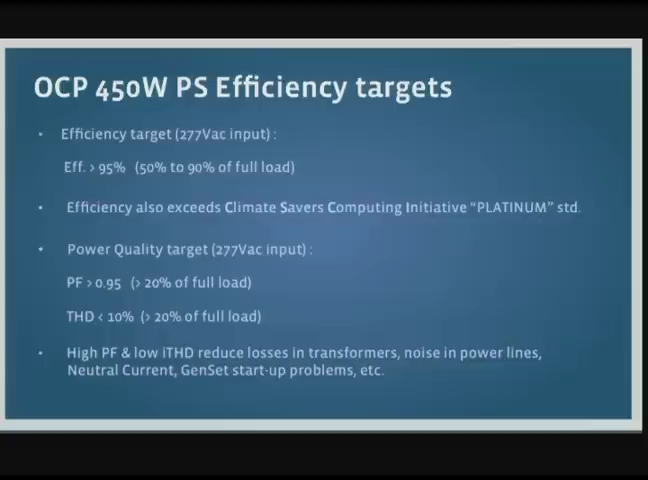 OCP 450W PS Efficiency targets
• Efficiency target (277Vac input) :
Eff. > 95% (50% to 90% of full load)
• Efficiency also exceeds Climate Savers Computing Initiative “PLATINUM” std.
• Power Quality target (277Vac input) :
PF > 0.95 (> 20% of full load)
THD < 10% (> 20% of full load)
• High PF & low iTHD reduce losses in transformers, noise in power lines,
Neutral Current, GenSet start-up problems, etc.